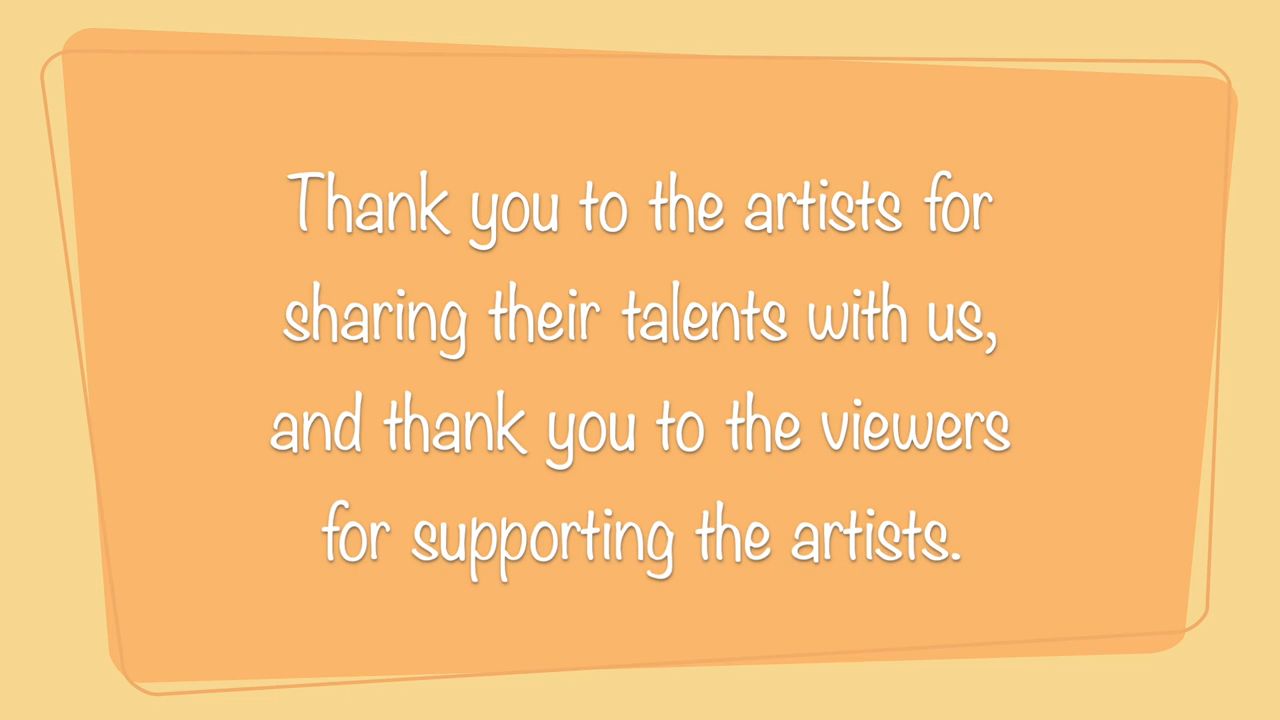 Thank you to the artists for
sharing their talents with us,
and thank you to the viewers
for supporting the artists.